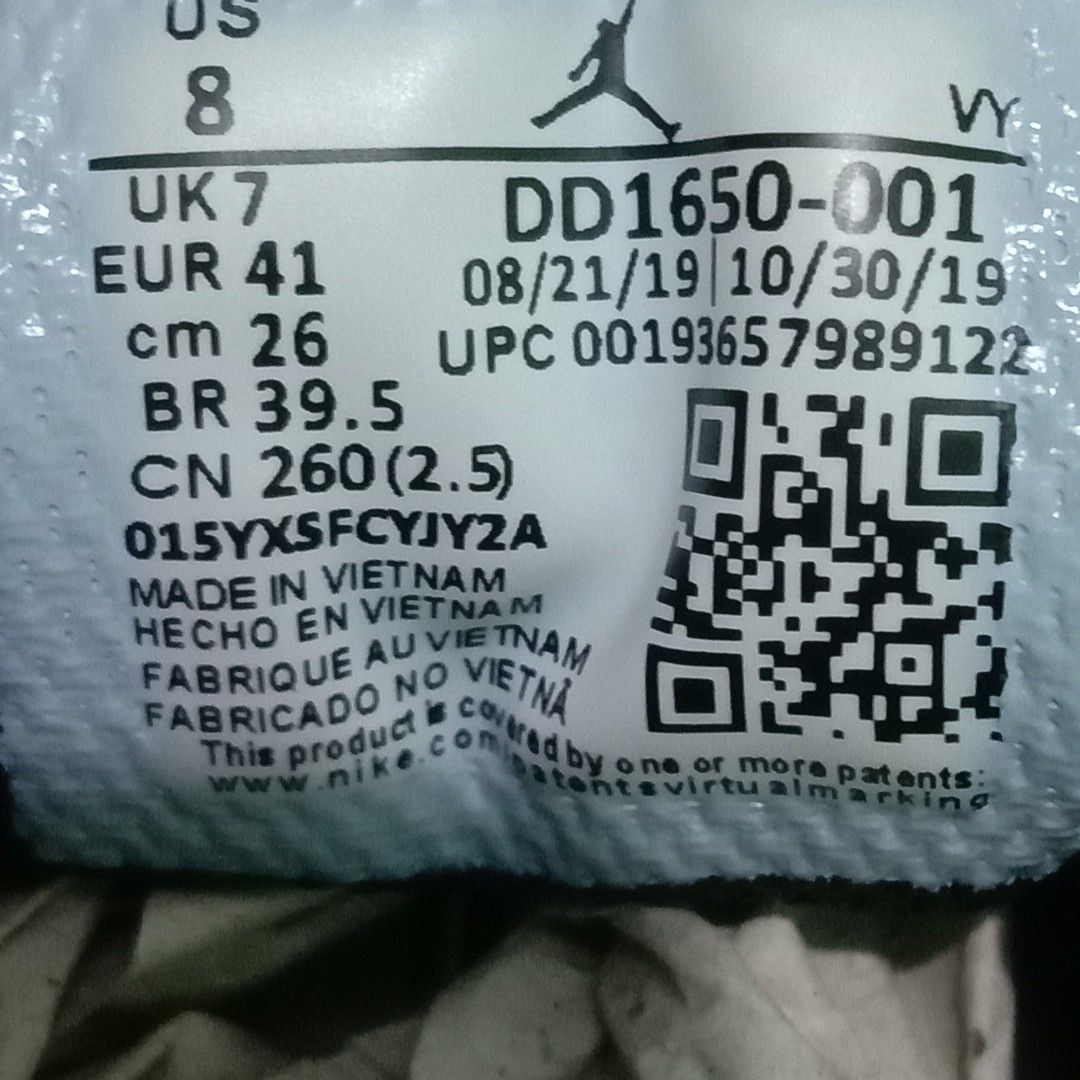 US
8
VY
UK 7
DD1650-001
EUR 41
08/21/19|10/30/19
cm 26
UPC 00193657989122
BR 39.5
CN 260(2.5)
015YXSFCYJY2A
MADE IN VIETNAM
HECHO EN VIETNAM
FABRIQUE AU VIETNAM
FABRICADO NO VIETNÃ
This product is covered by one or more patents:
www.nike.com/patentsvirtualmarking